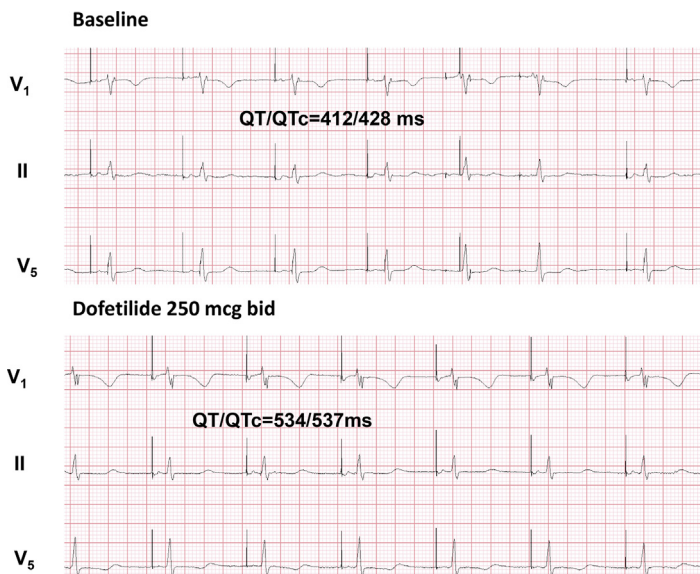 Baseline
V1
QT/QTc=412/428 ms
II
V5
Dofetilide 250 mcg bid
V1
QT/QTc=534/537ms
II
V5